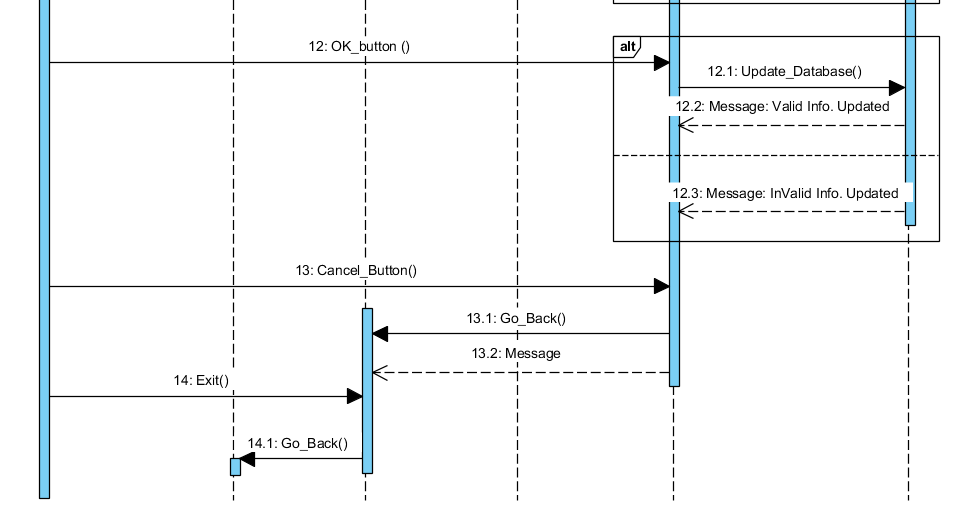 12: OK_button ()
alt
12.1: Update_Database()
12.2: Message: Valid Info. Updated
12.3: Message: InValid Info. Updated
13: Cancel_Button()
13.1: Go_Back()
13.2: Message
14: Exit()
14.1: Go_Back()